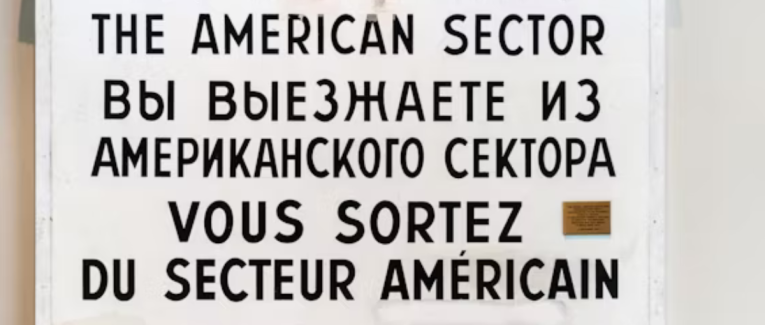 THE AMERICAN SECTOR
ВЫ ВЫЕЗЖАЕТЕ ИЗ
АМЕРИКАНСКОГО СЕКТОРА
VOUS SORTEZ
DU SECTEUR AMÉRICAIN